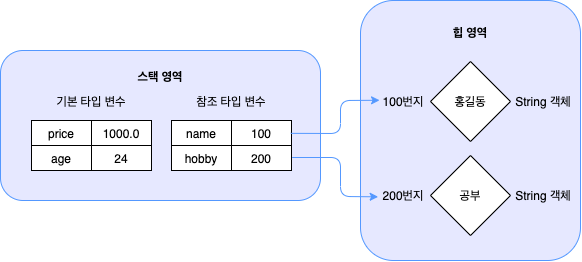 스택 영역
기본 타입 변수
price 1000.0
age 24
참조 타입 변수
name 100
hobby 200
힙 영역
100번지 홍길동 String 객체
200번지 공부 String 객체